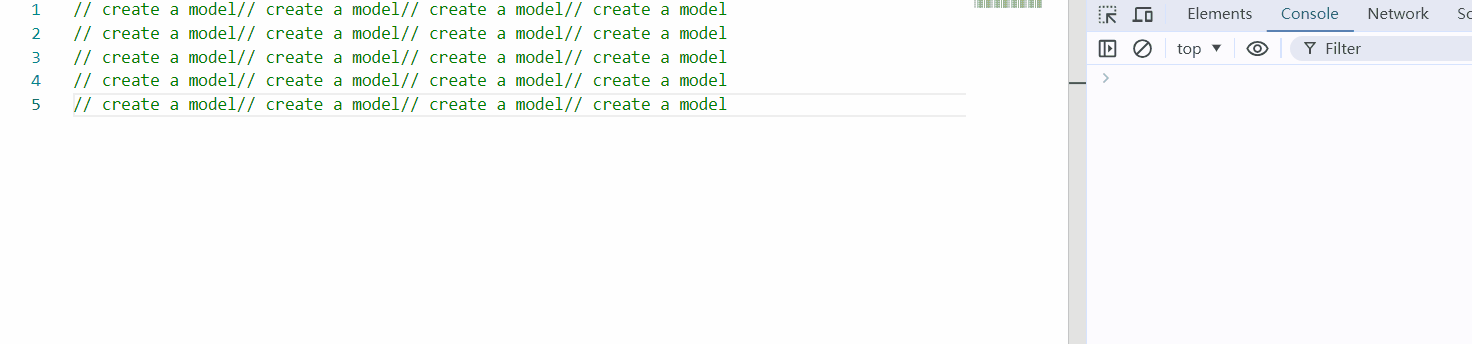 1 // create a model// create a model// create a model// create a model
2 // create a model// create a model// create a model// create a model
3 // create a model// create a model// create a model// create a model
4 // create a model// create a model// create a model// create a model
5 // create a model// create a model// create a model// create a model
Elements Console Network
top ▼ Filter
>